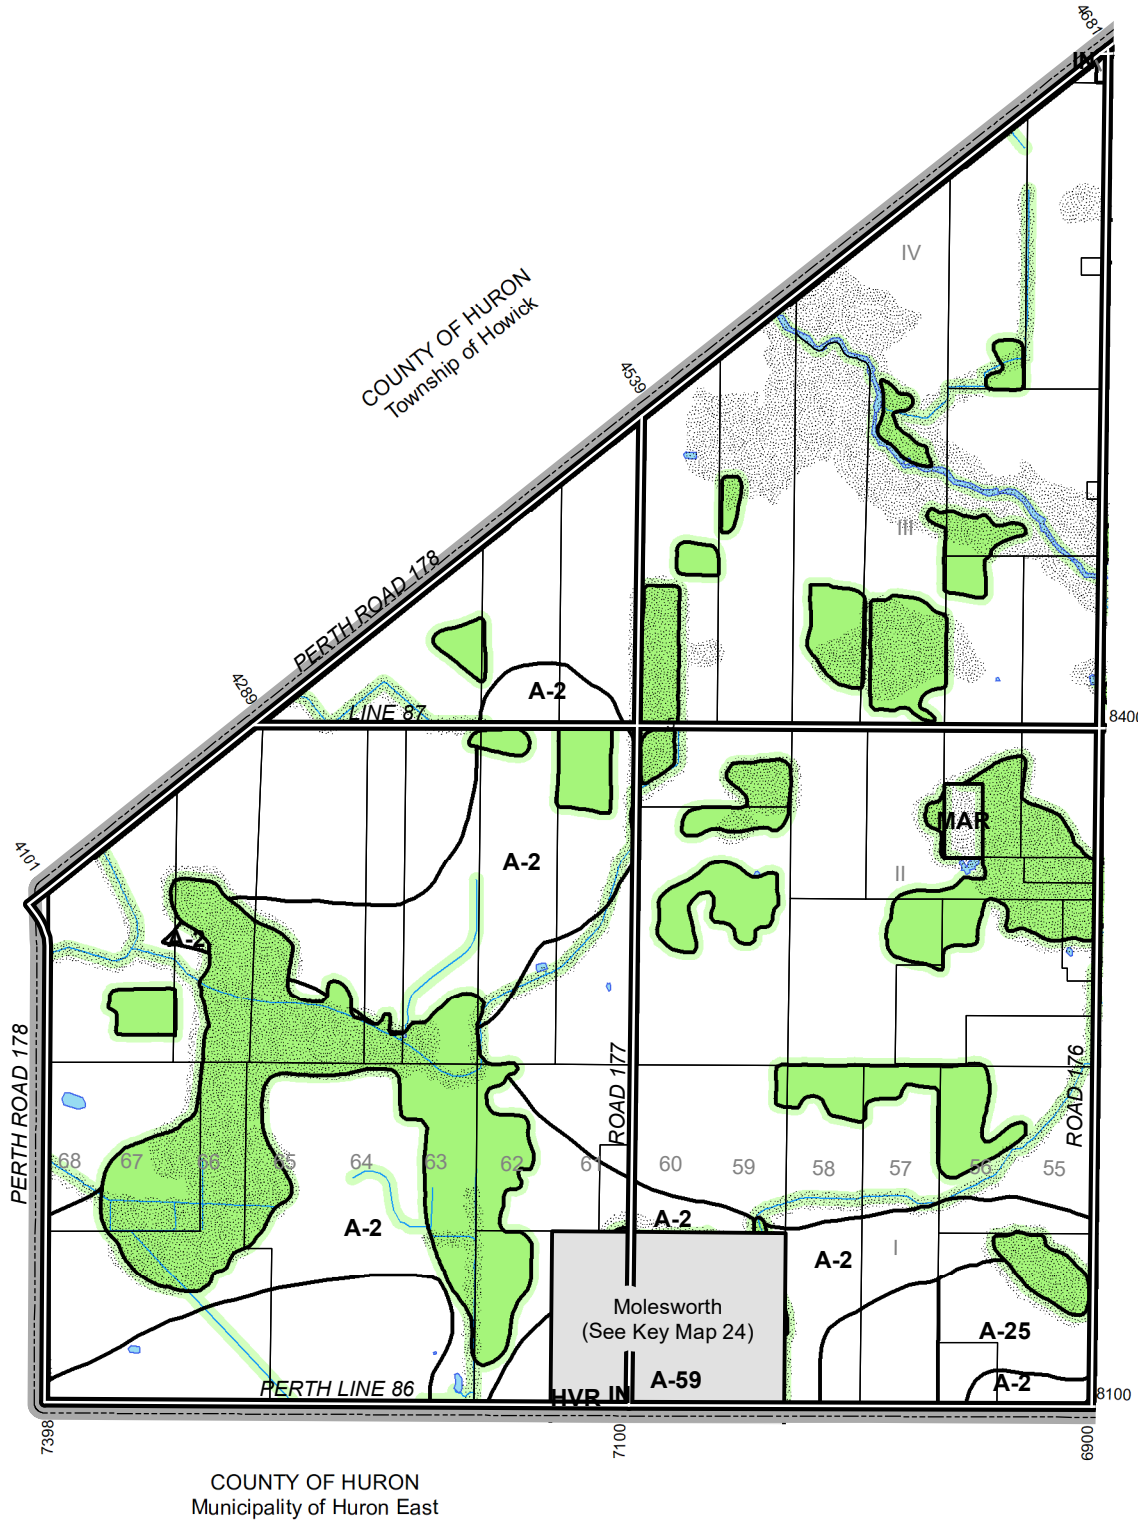 4681
IN
IV
COUNTY OF HURON
Township of Howick
4539
III
PERTH ROAD 178
4289
A-2
LINE 87
8400
MAR
4101
A-2
II
A-2
PERTH ROAD 178
ROAD 177
ROAD 176
68 67 66 65 64 63 62 61 60 59 58 57 56 55
A-2
A-2
A-2
I
Molesworth
(See Key Map 24)
A-25
A-59
A-2
PERTH LINE 86
HVR IN
8100
7398
7100
6900
COUNTY OF HURON
Municipality of Huron East